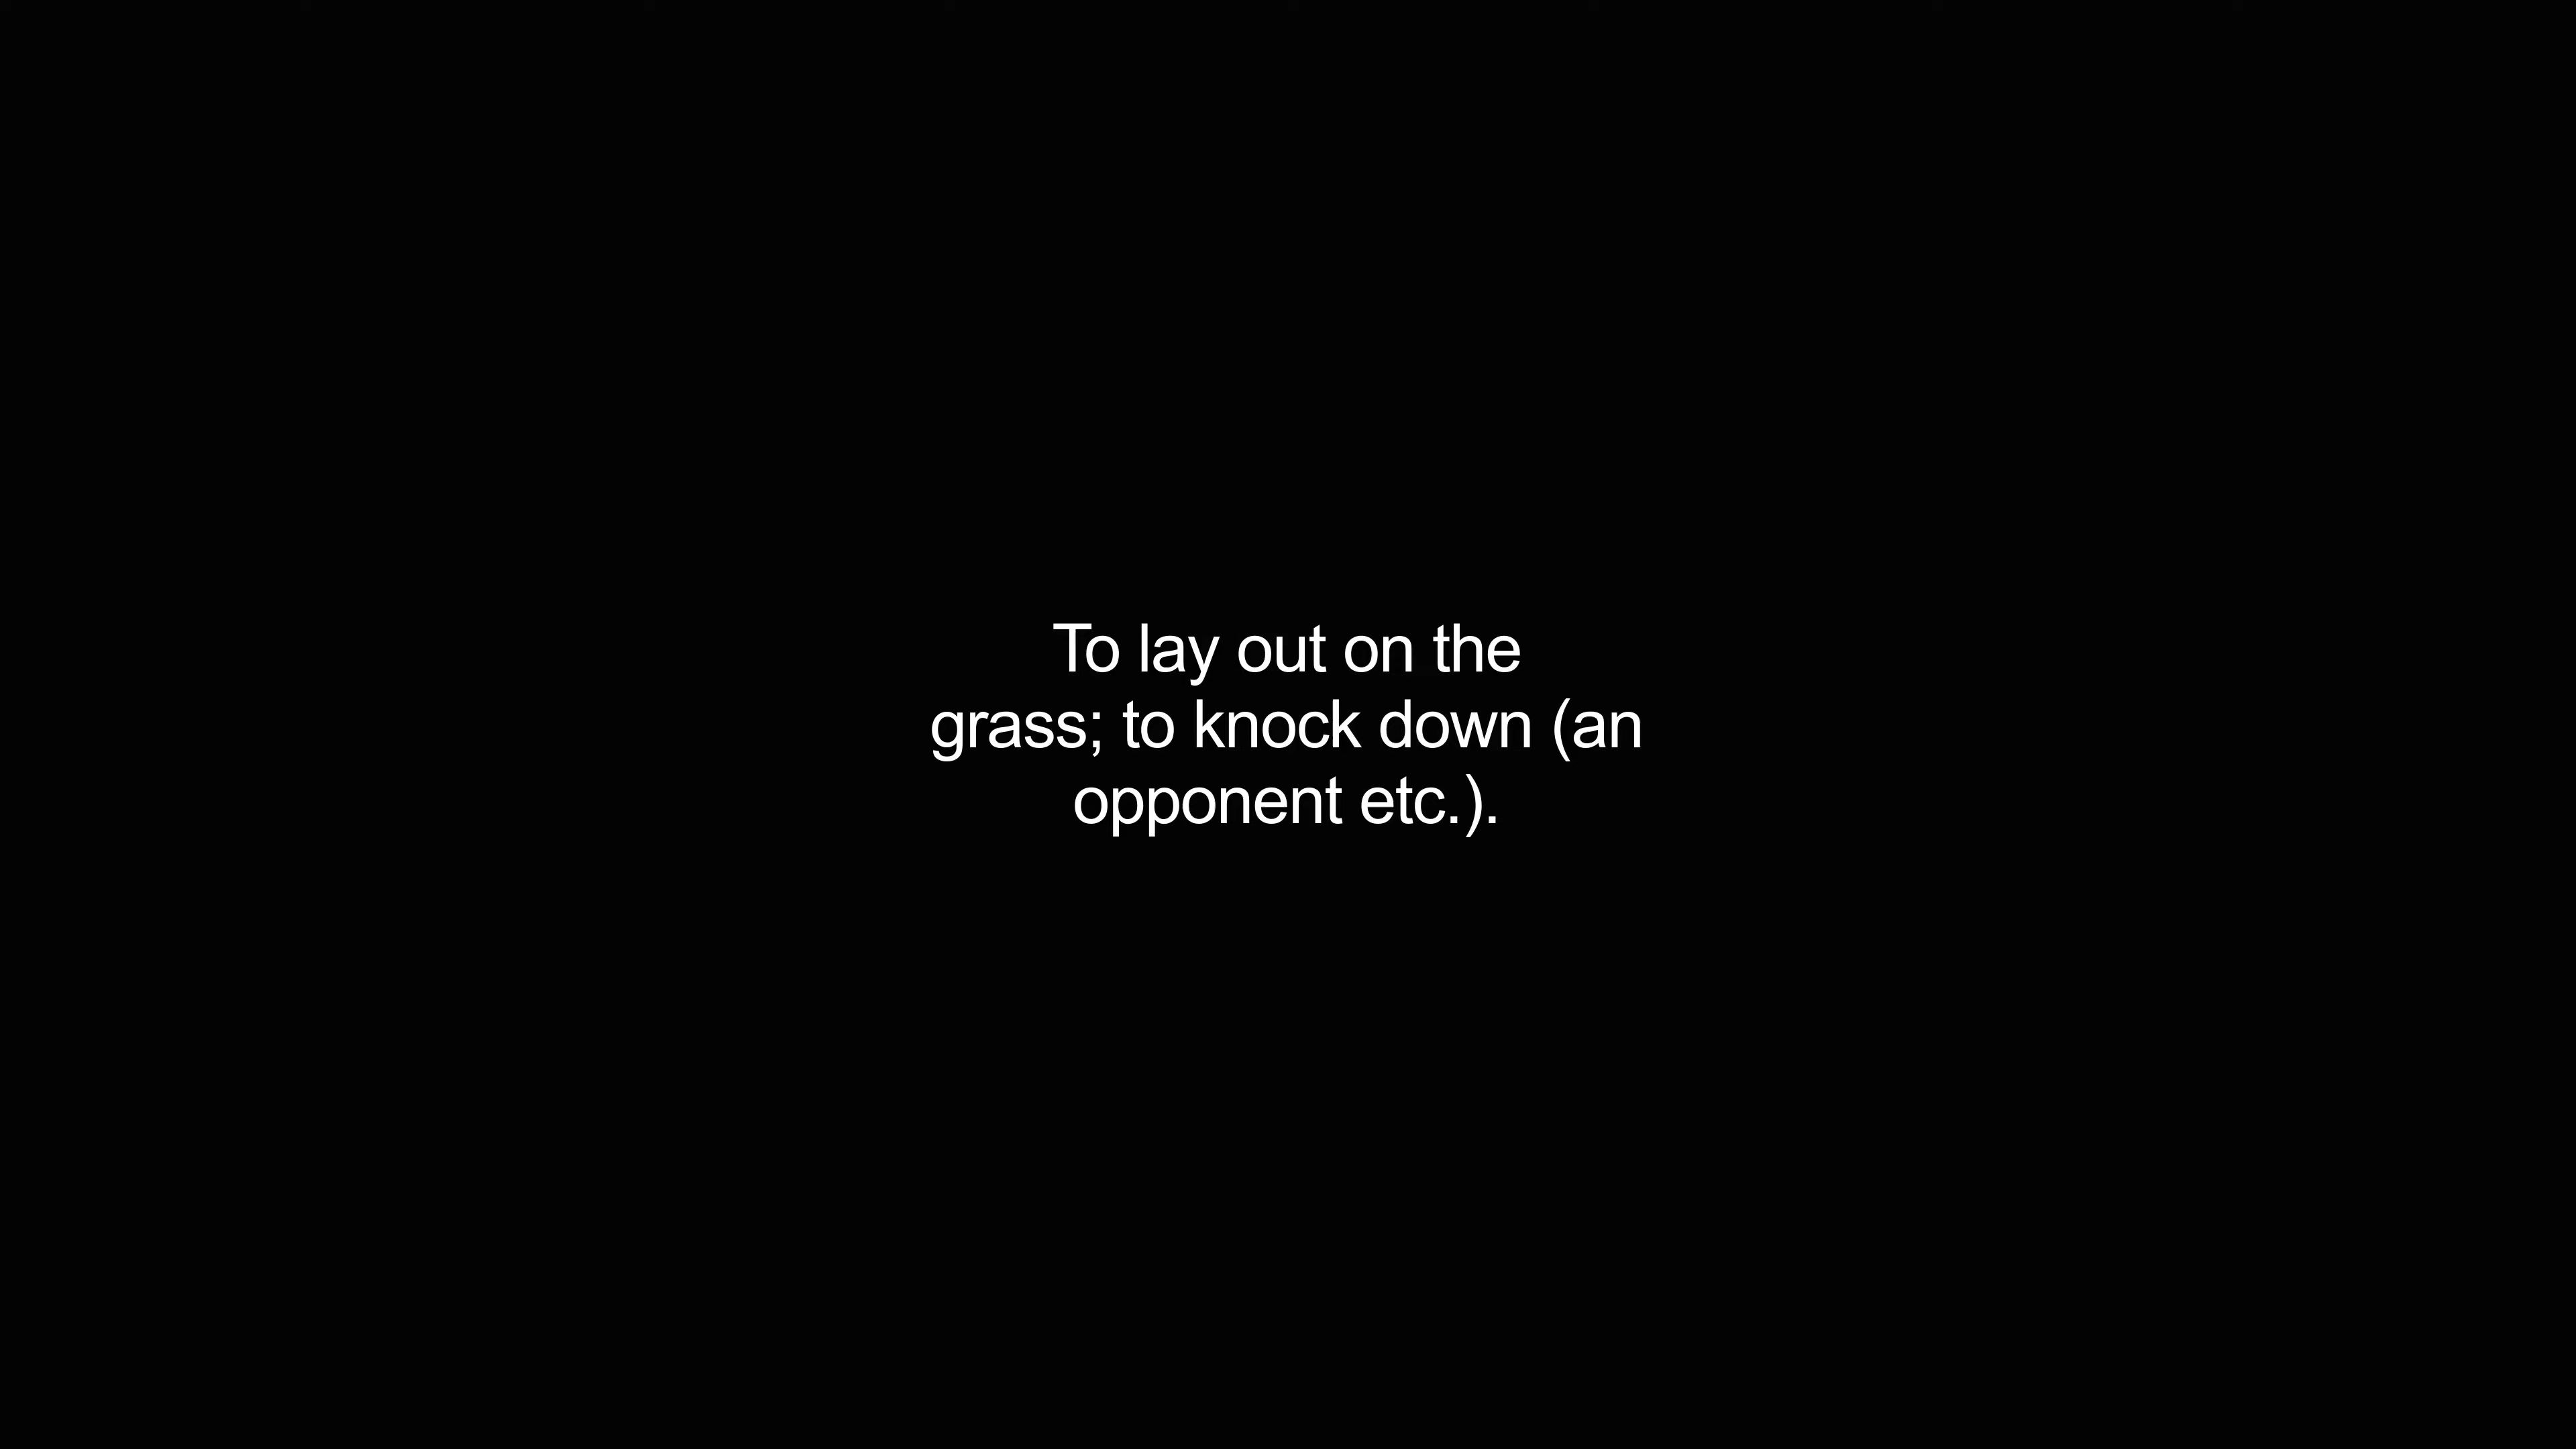 To lay out on the
grass; to knock down (an
opponent etc.).